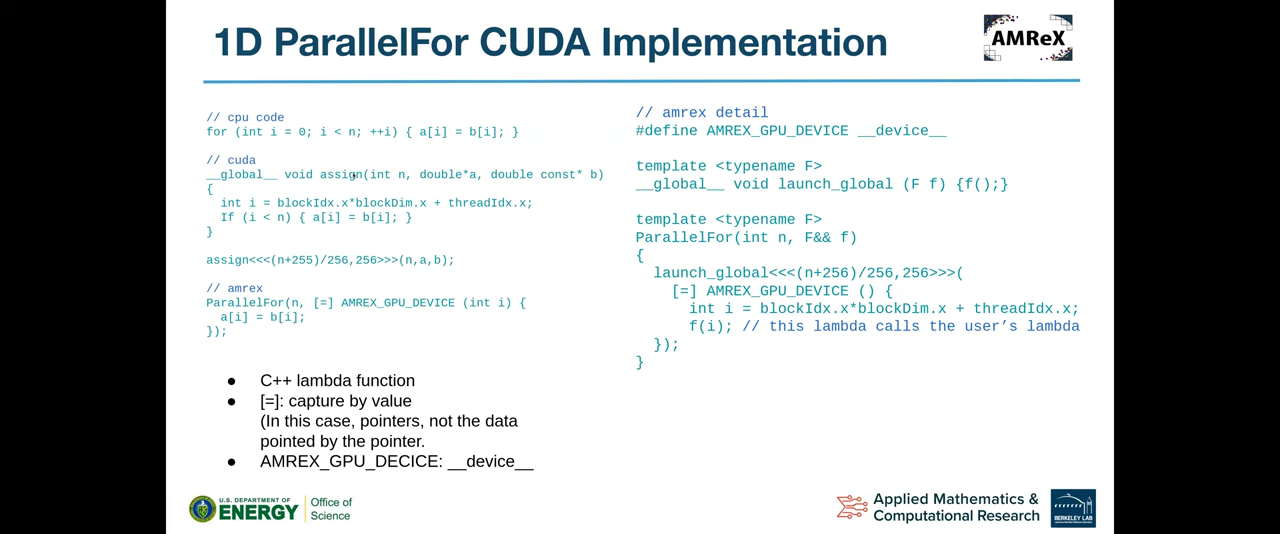 1D ParallelFor CUDA Implementation
AMReX
// cpu code
for (int i = 0; i < n; ++i) { a[i] = b[i]; }
// cuda
__global__ void assign(int n, double*a, double const* b)
{
int i = blockIdx.x*blockDim.x + threadIdx.x;
If (i < n) { a[i] = b[i]; }
}
assign<<<(n+255)/256,256>>>(n,a,b);
// amrex
ParallelFor(n, [=] AMREX_GPU_DEVICE (int i) {
a[i] = b[i];
});
● C++ lambda function
● [=]: capture by value
(In this case, pointers, not the data
pointed by the pointer.
● AMREX_GPU_DECICE: __device__
// amrex detail
#define AMREX_GPU_DEVICE __device__
template <typename F>
__global__ void launch_global (F f) {f();}
template <typename F>
ParallelFor(int n, F&& f)
{
launch_global<<<(n+256)/256,256>>>(
[=] AMREX_GPU_DEVICE () {
int i = blockIdx.x*blockDim.x + threadIdx.x;
f(i); // this lambda calls the user's lambda
});
}
U.S. DEPARTMENT OF
ENERGY
Office of
Science
Applied Mathematics &
Computational Research
BERKELEY LAB